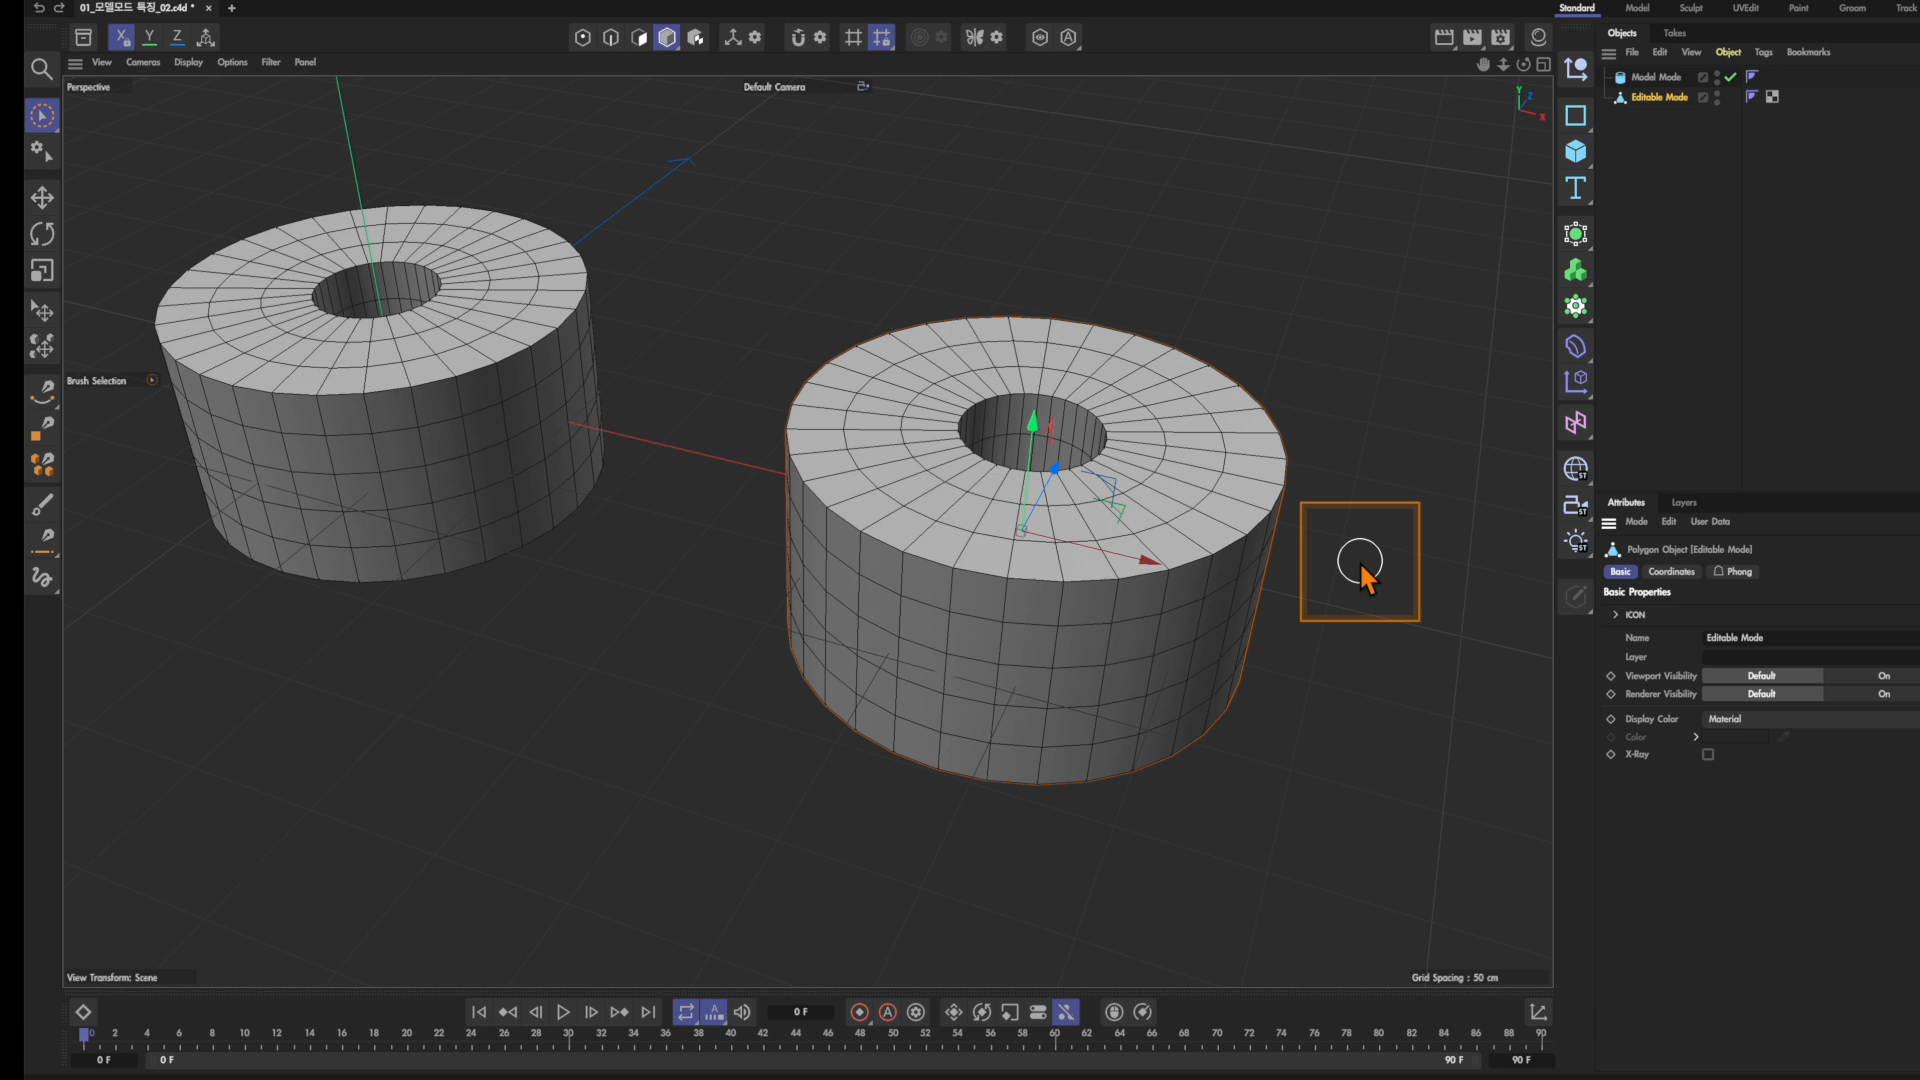 01_모델모드 특징_02.c4d *
Standard
Model
Sculpt
UVEdit
Paint
Groom
Track
X
Y
Z
Objects
Takes
File
Edit
View
Object
Tags
Bookmarks
View
Cameras
Display
Options
Filter
Panel
Perspective
Default Camera
Y
Z
X
Model Mode
Editable Mode
Brush Selection
ST
ST
ST
Attributes
Layers
Mode
Edit
User Data
Polygon Object [Editable Mode]
Basic
Coordinates
Phong
Basic Properties
ICON
Name
Editable Mode
Layer
Viewport Visibility
Default
On
Renderer Visibility
Default
On
Display Color
Material
Color
X-Ray
View Transform: Scene
Grid Spacing : 50 cm
0 F
0 2 4 6 8 10 12 14 16 18 20 22 24 26 28 30 32 34 36 38 40 42 44 46 48 50 52 54 56 58 60 62 64 66 68 70 72 74 76 78 80 82 84 86 88 90
0 F
0 F
90 F
90 F